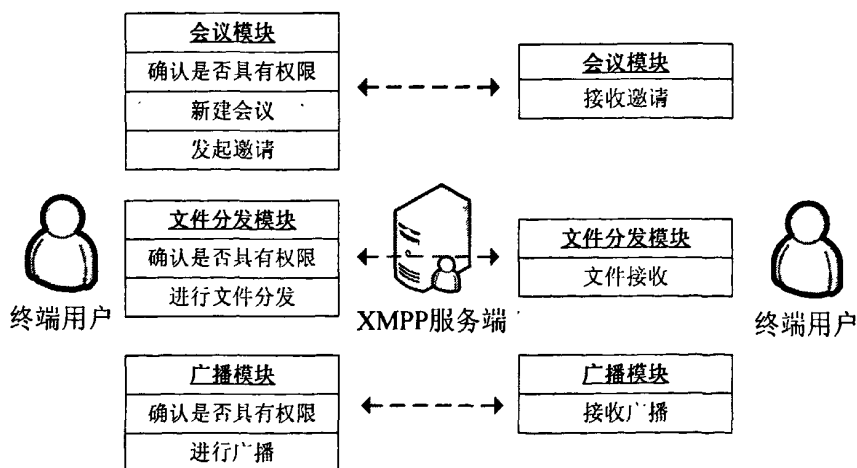 会议模块
确认是否具有权限
新建会议
发起邀请
会议模块
接收邀请
文件分发模块
确认是否具有权限
进行文件分发
文件分发模块
文件接收
终端用户
XMPP服务端
终端用户
广播模块
确认是否具有权限
进行广播
广播模块
接收广播